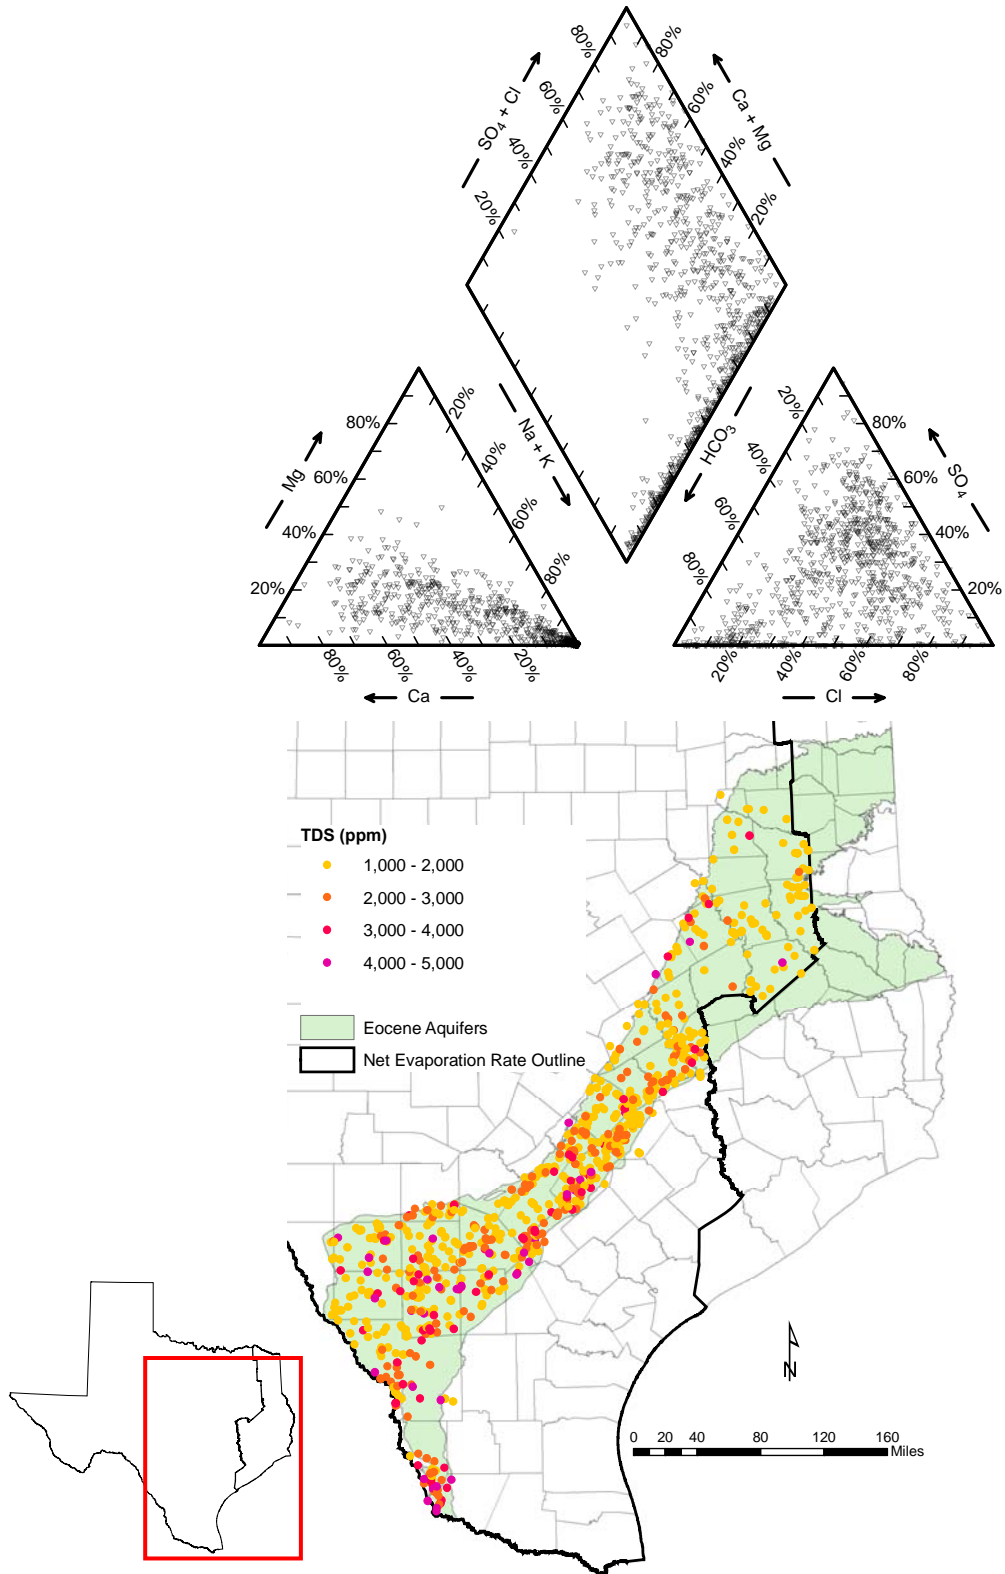 80%
80%
60%
60%
40%
40%
20%
20%
SO4 + Cl
Ca + Mg
Na + K
HCO3
Mg
80%
60%
40%
20%
20%
40%
60%
80%
80%
60%
40%
20%
Ca
20%
40%
60%
80%
SO4
80%
60%
40%
20%
20%
40%
60%
80%
Cl
TDS (ppm)
1,000 - 2,000
2,000 - 3,000
3,000 - 4,000
4,000 - 5,000
Eocene Aquifers
Net Evaporation Rate Outline
N
0 20 40 80 120 160
Miles